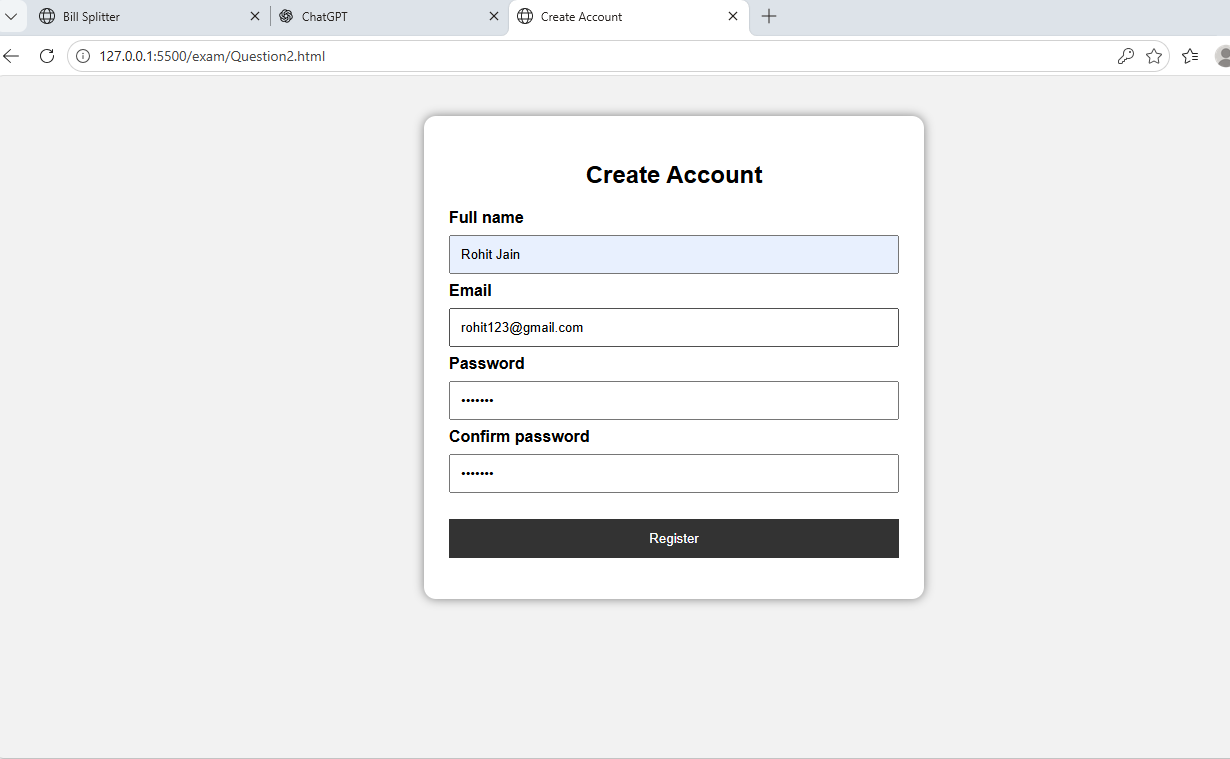 Bill Splitter
ChatGPT
Create Account
127.0.0.1:5500/exam/Question2.html
Create Account
Full name
Rohit Jain
Email
rohit123@gmail.com
Password
•••••••
Confirm password
•••••••
Register